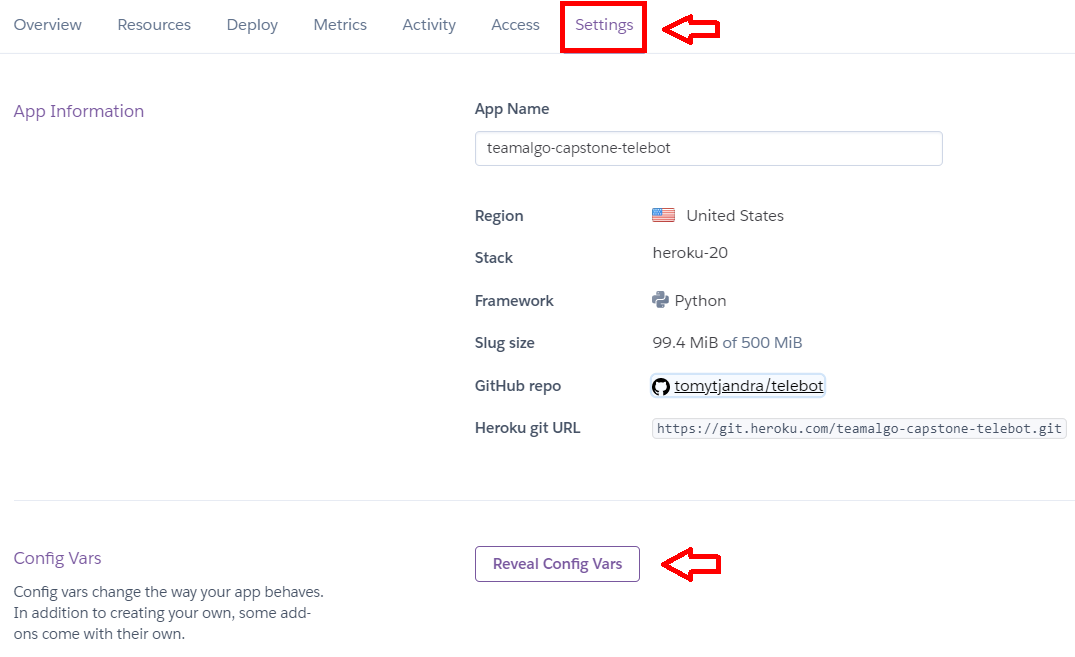 Overview Resources Deploy Metrics Activity Access Settings
App Information
App Name
teamalgo-capstone-telebot
Region United States
Stack heroku-20
Framework Python
Slug size 99.4 MiB of 500 MiB
GitHub repo tomytjandra/telebot
Heroku git URL https://git.heroku.com/teamalgo-capstone-telebot.git
Config Vars
Config vars change the way your app behaves.
In addition to creating your own, some add-
ons come with their own.
Reveal Config Vars